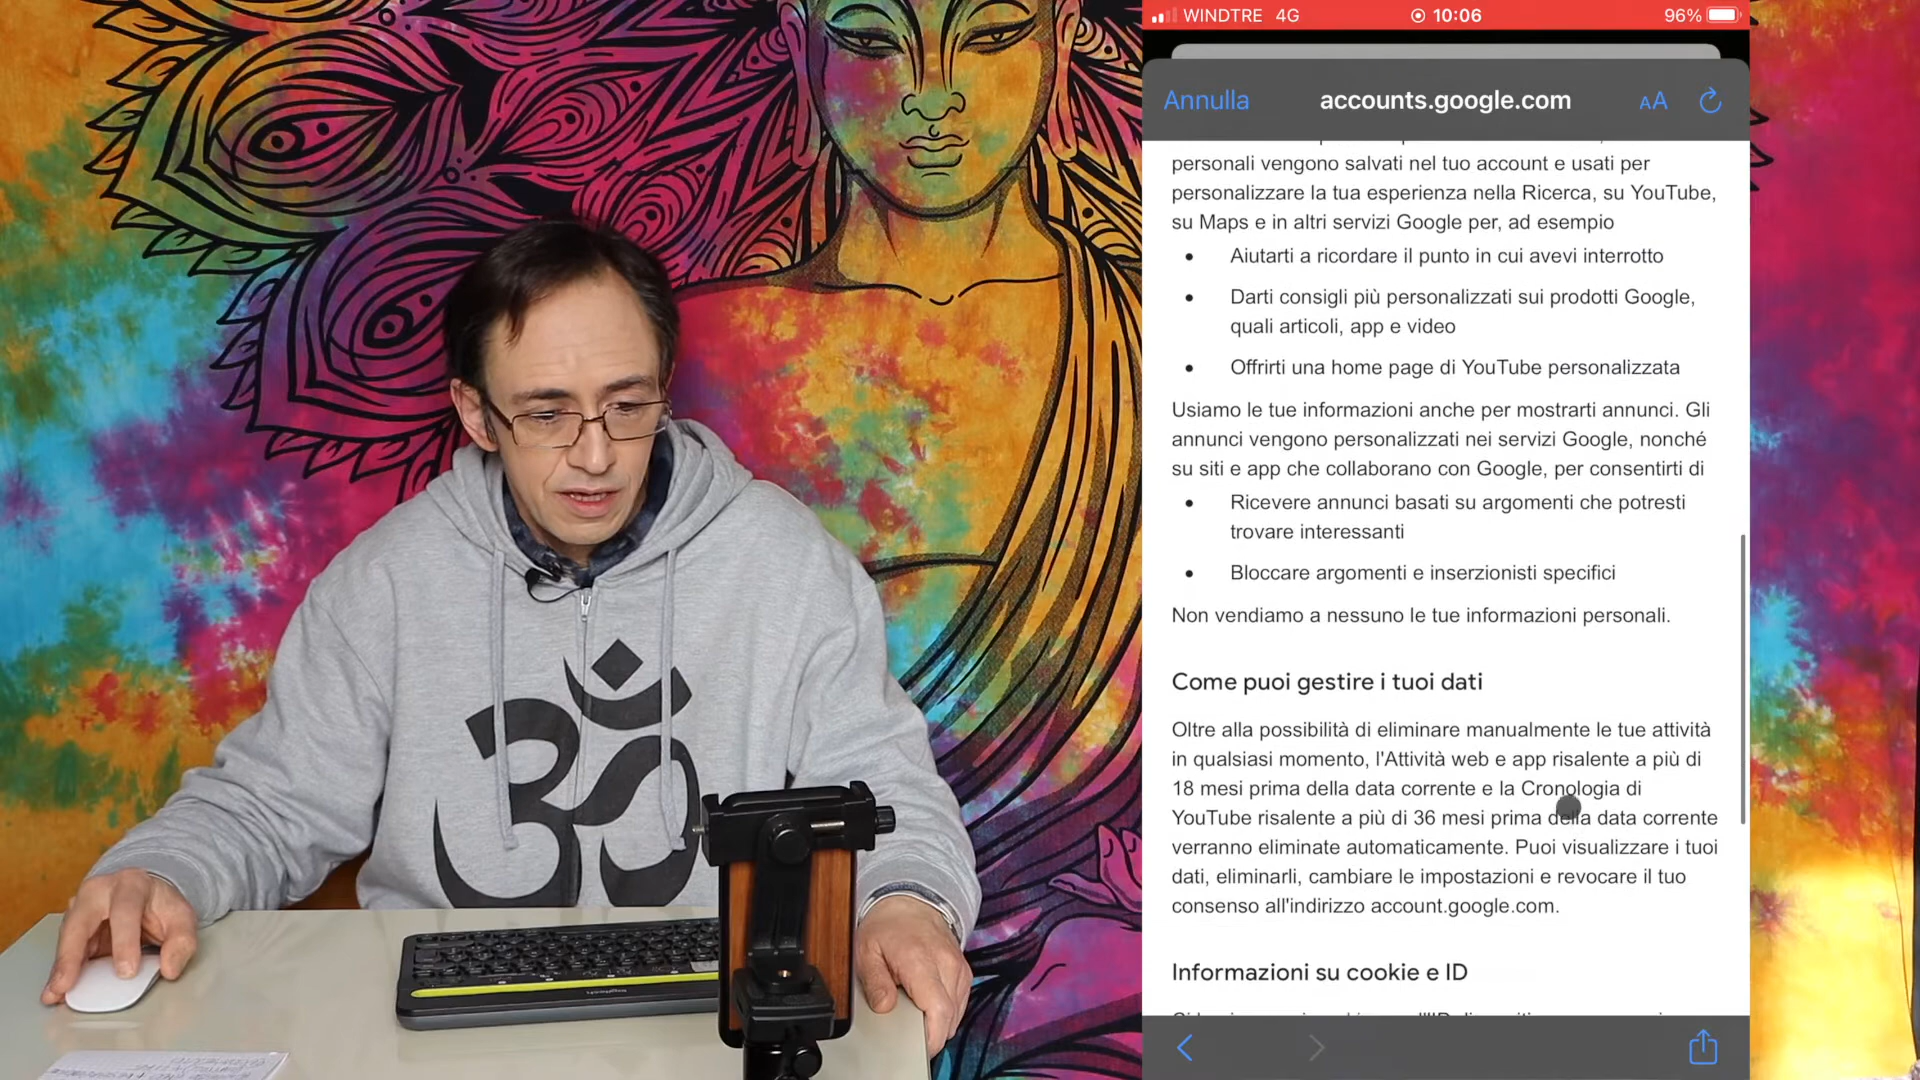 WINDTRE 4G 10:06 96%
Annulla accounts.google.com AA
personali vengono salvati nel tuo account e usati per
personalizzare la tua esperienza nella Ricerca, su YouTube,
su Maps e in altri servizi Google per, ad esempio
• Aiutarti a ricordare il punto in cui avevi interrotto
• Darti consigli più personalizzati sui prodotti Google,
quali articoli, app e video
• Offrirti una home page di YouTube personalizzata
Usiamo le tue informazioni anche per mostrarti annunci. Gli
annunci vengono personalizzati nei servizi Google, nonché
su siti e app che collaborano con Google, per consentirti di
• Ricevere annunci basati su argomenti che potresti
trovare interessanti
• Bloccare argomenti e inserzionisti specifici
Non vendiamo a nessuno le tue informazioni personali.
Come puoi gestire i tuoi dati
Oltre alla possibilità di eliminare manualmente le tue attività
in qualsiasi momento, l'Attività web e app risalente a più di
18 mesi prima della data corrente e la Cronologia di
YouTube risalente a più di 36 mesi prima della data corrente
verranno eliminate automaticamente. Puoi visualizzare i tuoi
dati, eliminarli, cambiare le impostazioni e revocare il tuo
consenso all'indirizzo account.google.com.
Informazioni su cookie e ID
ॐ
logitech